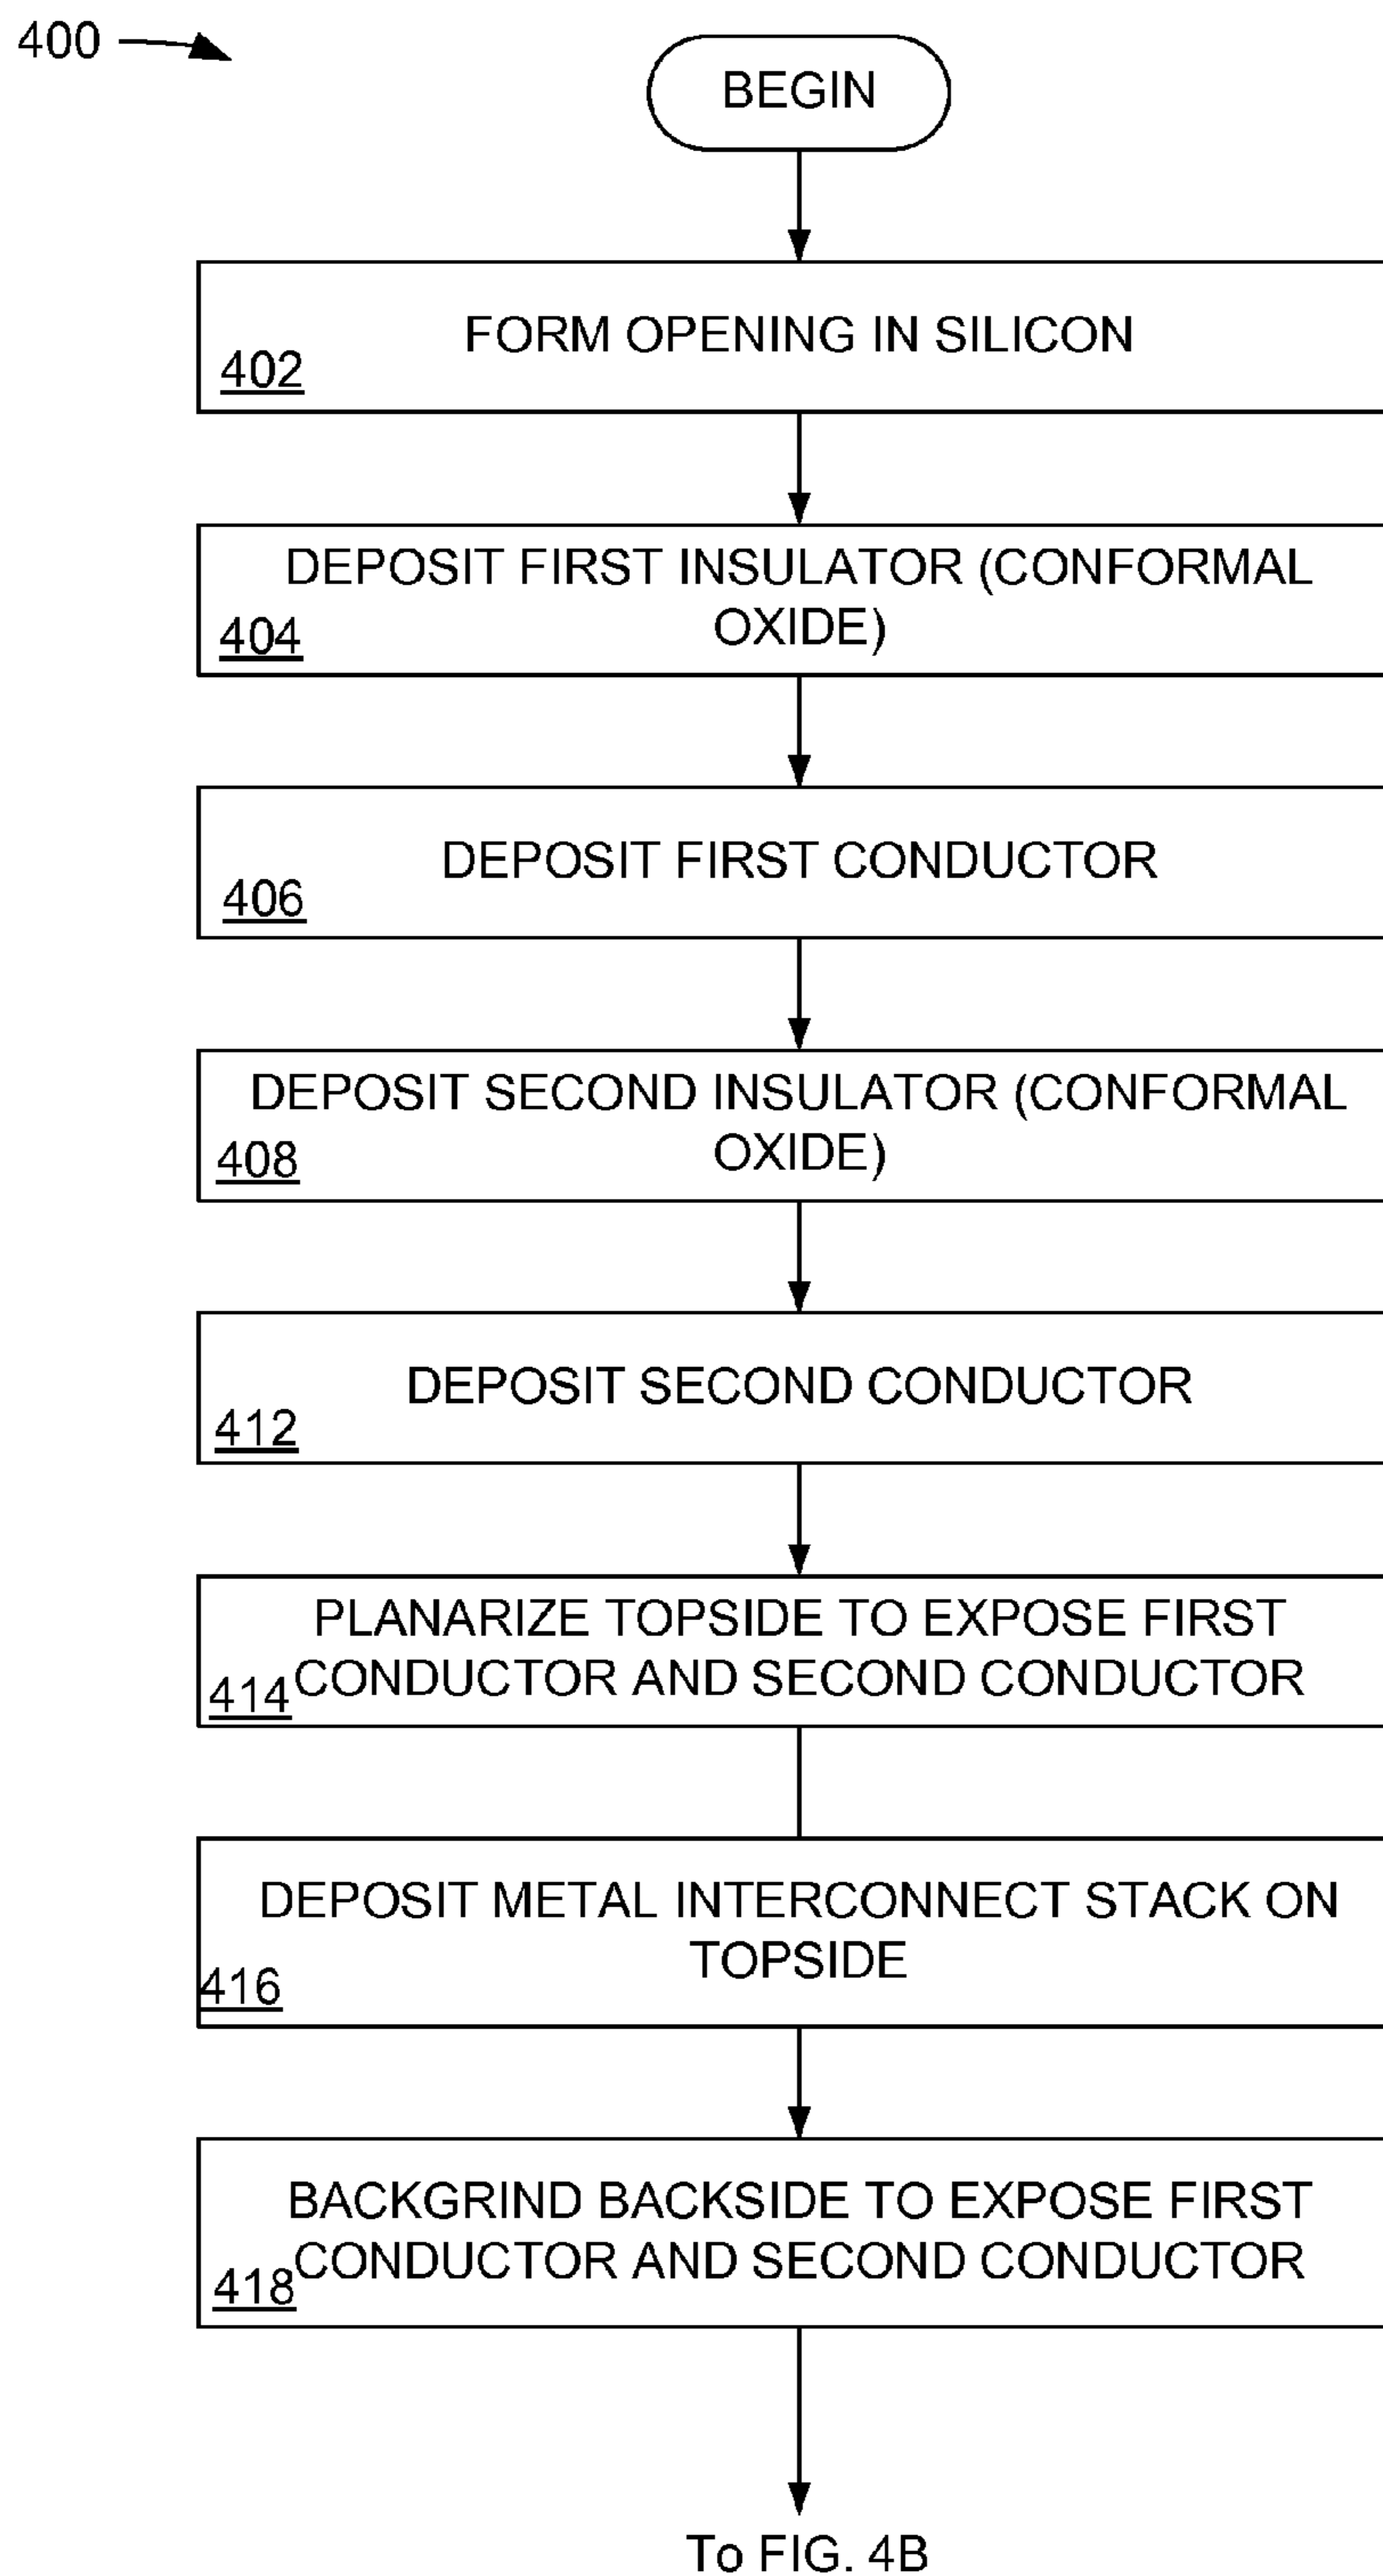 400
BEGIN
FORM OPENING IN SILICON
402
DEPOSIT FIRST INSULATOR (CONFORMAL
OXIDE)
404
DEPOSIT FIRST CONDUCTOR
406
DEPOSIT SECOND INSULATOR (CONFORMAL
OXIDE)
408
DEPOSIT SECOND CONDUCTOR
412
PLANARIZE TOPSIDE TO EXPOSE FIRST
CONDUCTOR AND SECOND CONDUCTOR
414
DEPOSIT METAL INTERCONNECT STACK ON
TOPSIDE
416
BACKGRIND BACKSIDE TO EXPOSE FIRST
CONDUCTOR AND SECOND CONDUCTOR
418
To FIG. 4B